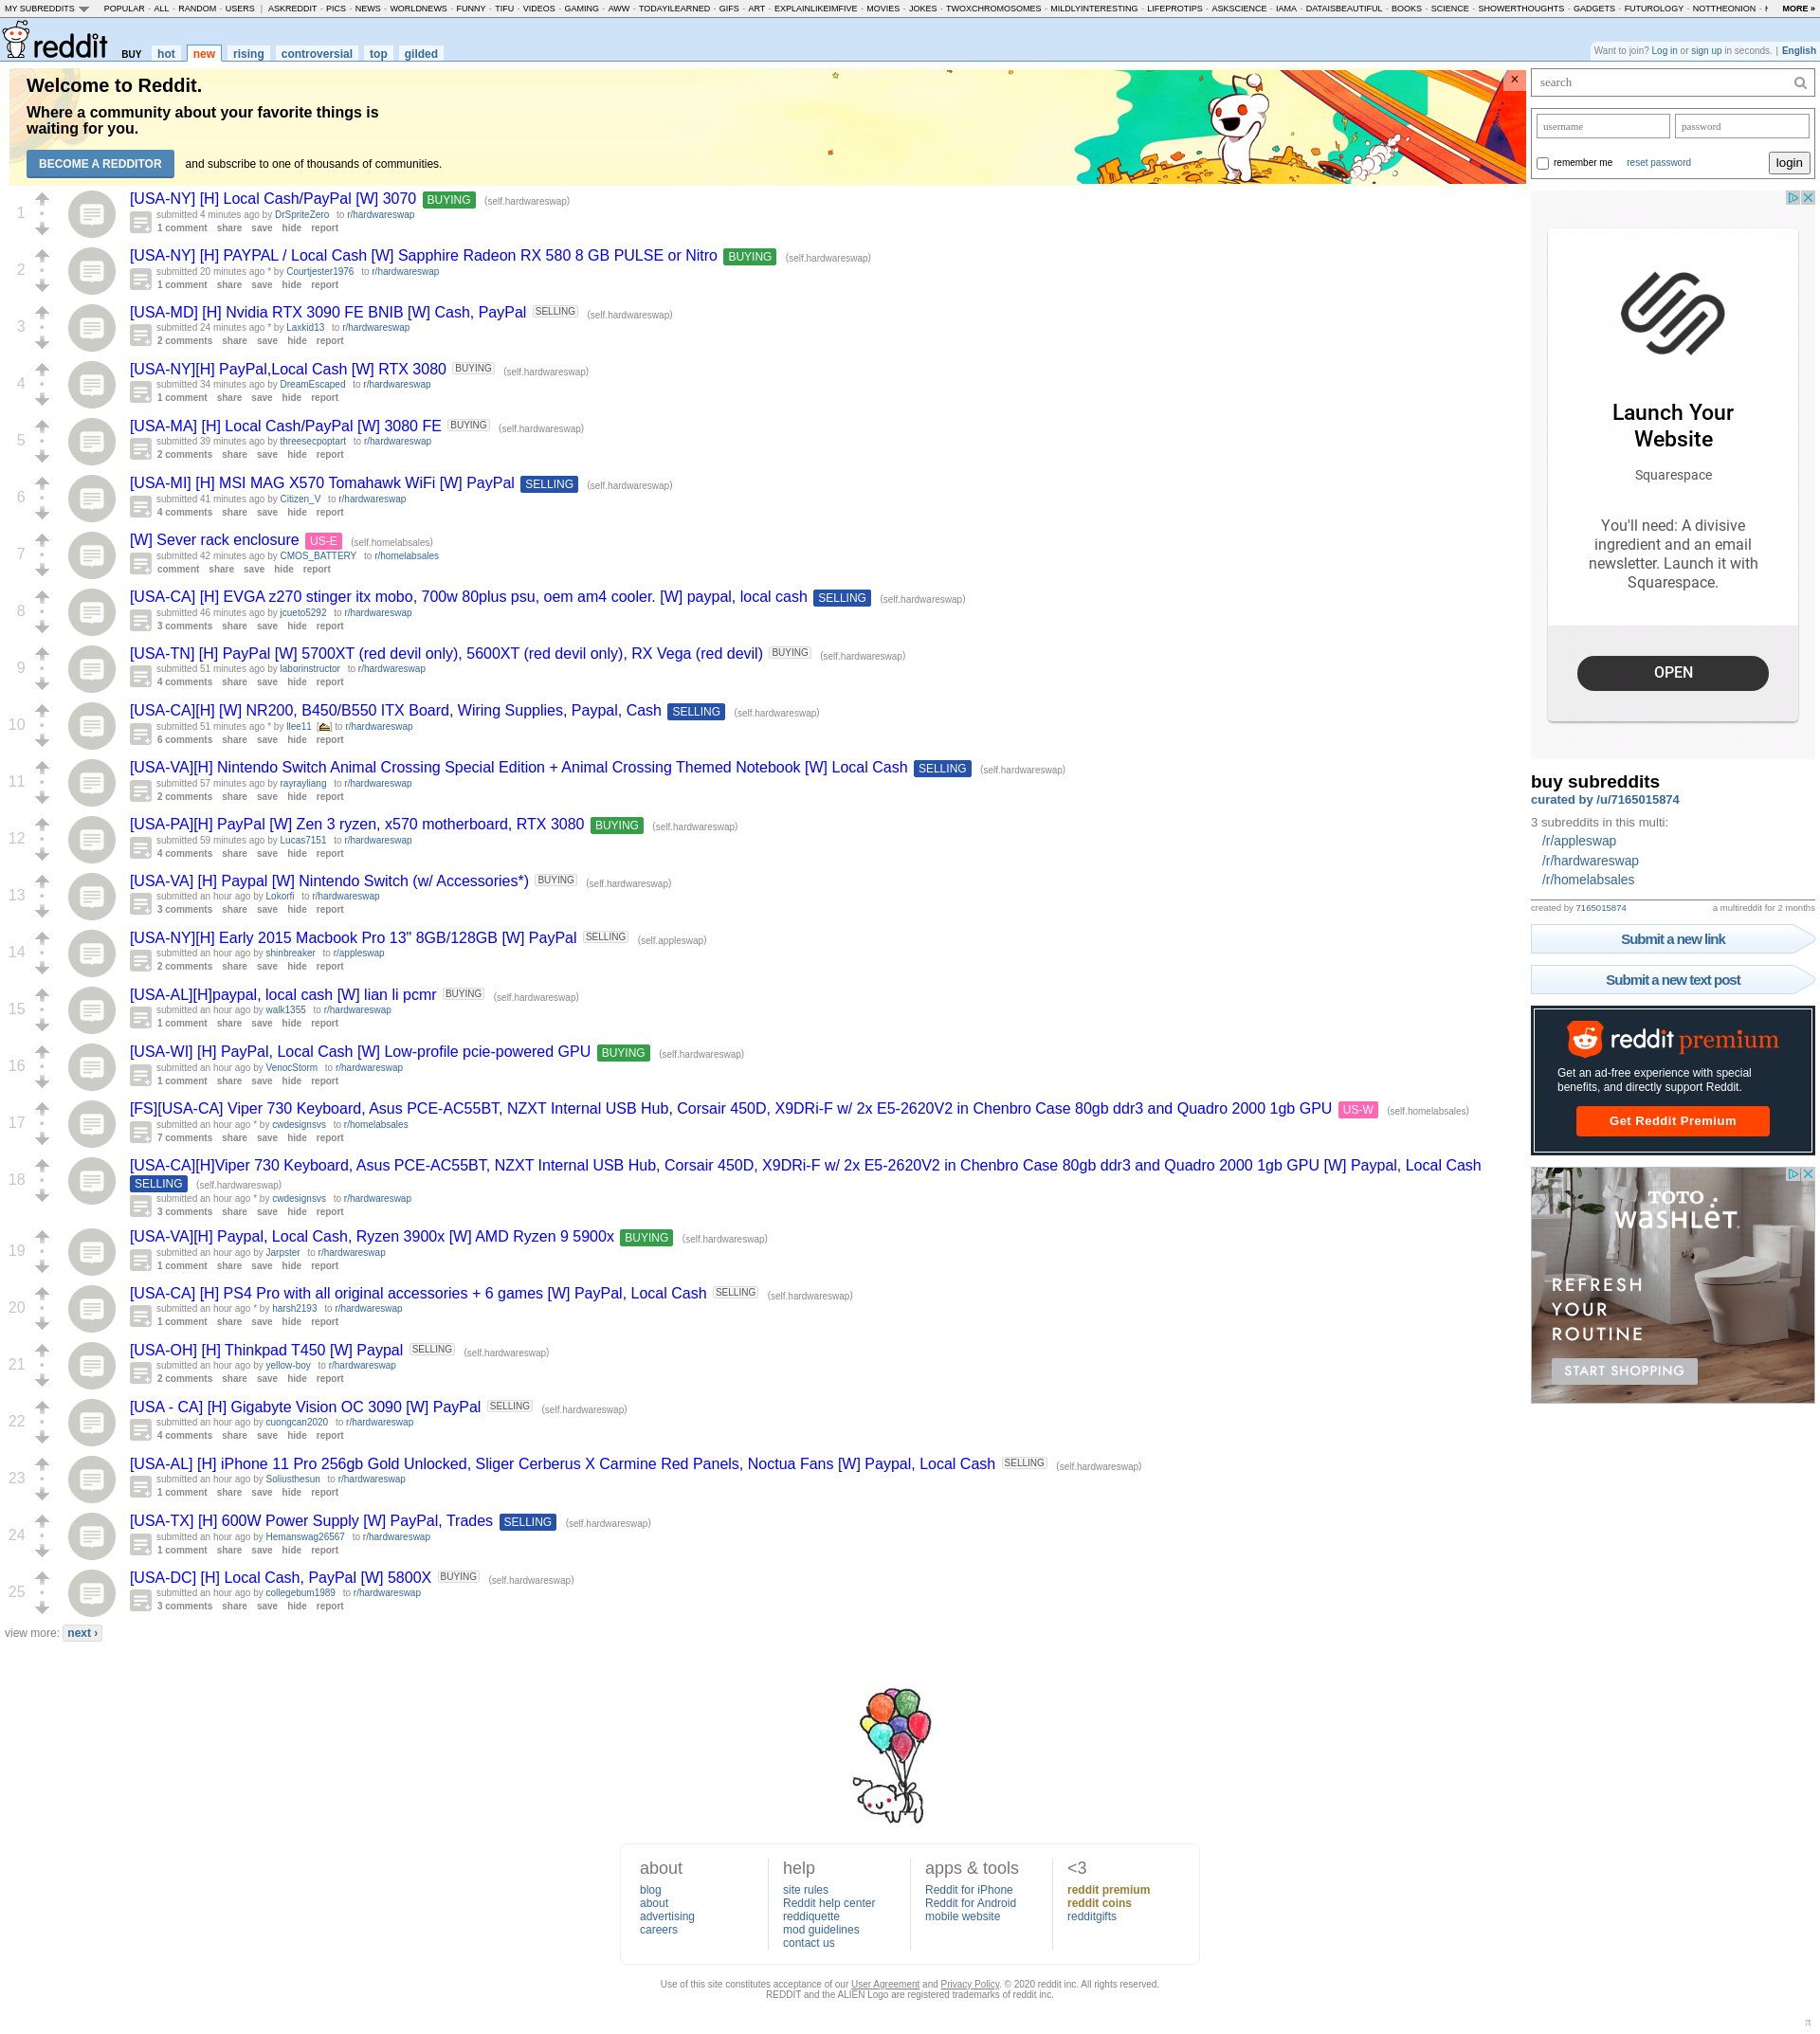 MY SUBREDDITS POPULAR - ALL - RANDOM - USERS | ASKREDDIT - PICS - NEWS - WORLDNEWS - FUNNY - TIFU - VIDEOS - GAMING - AWW - TODAYILEARNED - GIFS - ART - EXPLAINLIKEIMFIVE - MOVIES - JOKES - TWOXCHROMOSOMES - MILDLYINTERESTING - LIFEPROTIPS - ASKSCIENCE - IAMA - DATAISBEAUTIFUL - BOOKS - SCIENCE - SHOWERTHOUGHTS - GADGETS - FUTUROLOGY - NOTTHEONION - MORE »
reddit BUY hot new rising controversial top gilded
Want to join? Log in or sign up in seconds. | English
Welcome to Reddit.
Where a community about your favorite things is
waiting for you.
BECOME A REDDITOR and subscribe to one of thousands of communities.
×
1
[USA-NY] [H] Local Cash/PayPal [W] 3070 BUYING (self.hardwareswap)
submitted 4 minutes ago by DrSpriteZero to r/hardwareswap
1 comment share save hide report
2
[USA-NY] [H] PAYPAL / Local Cash [W] Sapphire Radeon RX 580 8 GB PULSE or Nitro BUYING (self.hardwareswap)
submitted 20 minutes ago * by Courtjester1976 to r/hardwareswap
1 comment share save hide report
3
[USA-MD] [H] Nvidia RTX 3090 FE BNIB [W] Cash, PayPal SELLING (self.hardwareswap)
submitted 24 minutes ago * by Laxkid13 to r/hardwareswap
2 comments share save hide report
4
[USA-NY][H] PayPal,Local Cash [W] RTX 3080 BUYING (self.hardwareswap)
submitted 34 minutes ago by DreamEscaped to r/hardwareswap
1 comment share save hide report
5
[USA-MA] [H] Local Cash/PayPal [W] 3080 FE BUYING (self.hardwareswap)
submitted 39 minutes ago by threesecpoptart to r/hardwareswap
2 comments share save hide report
6
[USA-MI] [H] MSI MAG X570 Tomahawk WiFi [W] PayPal SELLING (self.hardwareswap)
submitted 41 minutes ago by Citizen_V to r/hardwareswap
4 comments share save hide report
7
[W] Sever rack enclosure US-E (self.homelabsales)
submitted 42 minutes ago by CMOS_BATTERY to r/homelabsales
comment share save hide report
8
[USA-CA] [H] EVGA z270 stinger itx mobo, 700w 80plus psu, oem am4 cooler. [W] paypal, local cash SELLING (self.hardwareswap)
submitted 46 minutes ago by jcueto5292 to r/hardwareswap
3 comments share save hide report
9
[USA-TN] [H] PayPal [W] 5700XT (red devil only), 5600XT (red devil only), RX Vega (red devil) BUYING (self.hardwareswap)
submitted 51 minutes ago by laborinstructor to r/hardwareswap
4 comments share save hide report
10
[USA-CA][H] [W] NR200, B450/B550 ITX Board, Wiring Supplies, Paypal, Cash SELLING (self.hardwareswap)
submitted 51 minutes ago * by llee11 [] to r/hardwareswap
6 comments share save hide report
11
[USA-VA][H] Nintendo Switch Animal Crossing Special Edition + Animal Crossing Themed Notebook [W] Local Cash SELLING (self.hardwareswap)
submitted 57 minutes ago by rayrayliang to r/hardwareswap
2 comments share save hide report
12
[USA-PA][H] PayPal [W] Zen 3 ryzen, x570 motherboard, RTX 3080 BUYING (self.hardwareswap)
submitted 59 minutes ago by Lucas7151 to r/hardwareswap
4 comments share save hide report
13
[USA-VA] [H] Paypal [W] Nintendo Switch (w/ Accessories*) BUYING (self.hardwareswap)
submitted an hour ago by Lokorfi to r/hardwareswap
3 comments share save hide report
14
[USA-NY][H] Early 2015 Macbook Pro 13" 8GB/128GB [W] PayPal SELLING (self.appleswap)
submitted an hour ago by shinbreaker to r/appleswap
2 comments share save hide report
15
[USA-AL][H]paypal, local cash [W] lian li pcmr BUYING (self.hardwareswap)
submitted an hour ago by walk1355 to r/hardwareswap
1 comment share save hide report
16
[USA-WI] [H] PayPal, Local Cash [W] Low-profile pcie-powered GPU BUYING (self.hardwareswap)
submitted an hour ago by VenocStorm to r/hardwareswap
1 comment share save hide report
17
[FS][USA-CA] Viper 730 Keyboard, Asus PCE-AC55BT, NZXT Internal USB Hub, Corsair 450D, X9DRi-F w/ 2x E5-2620V2 in Chenbro Case 80gb ddr3 and Quadro 2000 1gb GPU US-W (self.homelabsales)
submitted an hour ago * by cwdesignsvs to r/homelabsales
7 comments share save hide report
18
[USA-CA][H]Viper 730 Keyboard, Asus PCE-AC55BT, NZXT Internal USB Hub, Corsair 450D, X9DRi-F w/ 2x E5-2620V2 in Chenbro Case 80gb ddr3 and Quadro 2000 1gb GPU [W] Paypal, Local Cash
SELLING (self.hardwareswap)
submitted an hour ago * by cwdesignsvs to r/hardwareswap
3 comments share save hide report
19
[USA-VA][H] Paypal, Local Cash, Ryzen 3900x [W] AMD Ryzen 9 5900x BUYING (self.hardwareswap)
submitted an hour ago by Jarpster to r/hardwareswap
1 comment share save hide report
20
[USA-CA] [H] PS4 Pro with all original accessories + 6 games [W] PayPal, Local Cash SELLING (self.hardwareswap)
submitted an hour ago * by harsh2193 to r/hardwareswap
1 comment share save hide report
21
[USA-OH] [H] Thinkpad T450 [W] Paypal SELLING (self.hardwareswap)
submitted an hour ago by yellow-boy to r/hardwareswap
2 comments share save hide report
22
[USA - CA] [H] Gigabyte Vision OC 3090 [W] PayPal SELLING (self.hardwareswap)
submitted an hour ago by cuongcan2020 to r/hardwareswap
4 comments share save hide report
23
[USA-AL] [H] iPhone 11 Pro 256gb Gold Unlocked, Sliger Cerberus X Carmine Red Panels, Noctua Fans [W] Paypal, Local Cash SELLING (self.hardwareswap)
submitted an hour ago by Soliusthesun to r/hardwareswap
1 comment share save hide report
24
[USA-TX] [H] 600W Power Supply [W] PayPal, Trades SELLING (self.hardwareswap)
submitted an hour ago by Hemanswag26567 to r/hardwareswap
1 comment share save hide report
25
[USA-DC] [H] Local Cash, PayPal [W] 5800X BUYING (self.hardwareswap)
submitted an hour ago by collegebum1989 to r/hardwareswap
3 comments share save hide report
view more: next ›
search
username password
remember me reset password login
Launch Your
Website
Squarespace
You'll need: A divisive
ingredient and an email
newsletter. Launch it with
Squarespace.
OPEN
buy subreddits
curated by /u/7165015874
3 subreddits in this multi:
/r/appleswap
/r/hardwareswap
/r/homelabsales
created by 7165015874 a multireddit for 2 months
Submit a new link
Submit a new text post
reddit premium
Get an ad-free experience with special
benefits, and directly support Reddit.
Get Reddit Premium
TOTO
WASHLET.
REFRESH
YOUR
ROUTINE
START SHOPPING
about
blog
about
advertising
careers
help
site rules
Reddit help center
reddiquette
mod guidelines
contact us
apps & tools
Reddit for iPhone
Reddit for Android
mobile website
<3
reddit premium
reddit coins
redditgifts
Use of this site constitutes acceptance of our User Agreement and Privacy Policy. © 2020 reddit inc. All rights reserved.
REDDIT and the ALIEN Logo are registered trademarks of reddit inc.
π